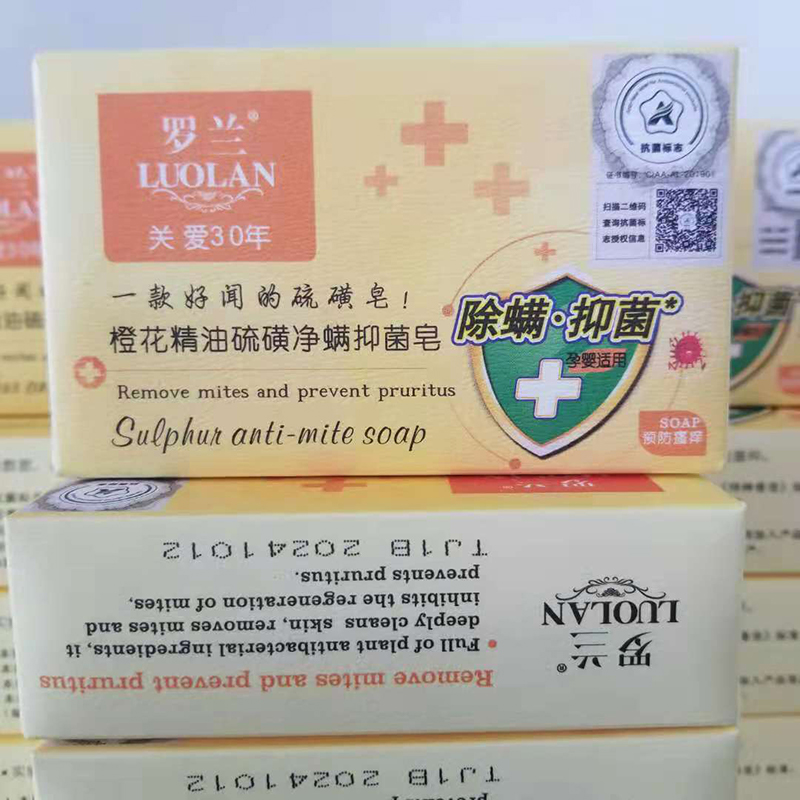 罗兰®
LUOLAN
关爱30年
抗菌标志
扫描二维码
查询抗菌标
志授权信息
一款好闻的硫磺皂！
橙花精油硫磺净螨抑菌皂
Remove mites and prevent pruritus
Sulphur anti-mite soap
除螨·抑菌*
孕婴适用
SOAP
预防瘙痒
罗兰®
LUOLAN
Remove mites and prevent pruritus
• Full of plant antibacterial ingredients, it
deeply cleans skin, removes mites and
inhibits the regeneration of mites,
prevents pruritus.
TJ1B 20241012
TJ1B 20241012
抑菌